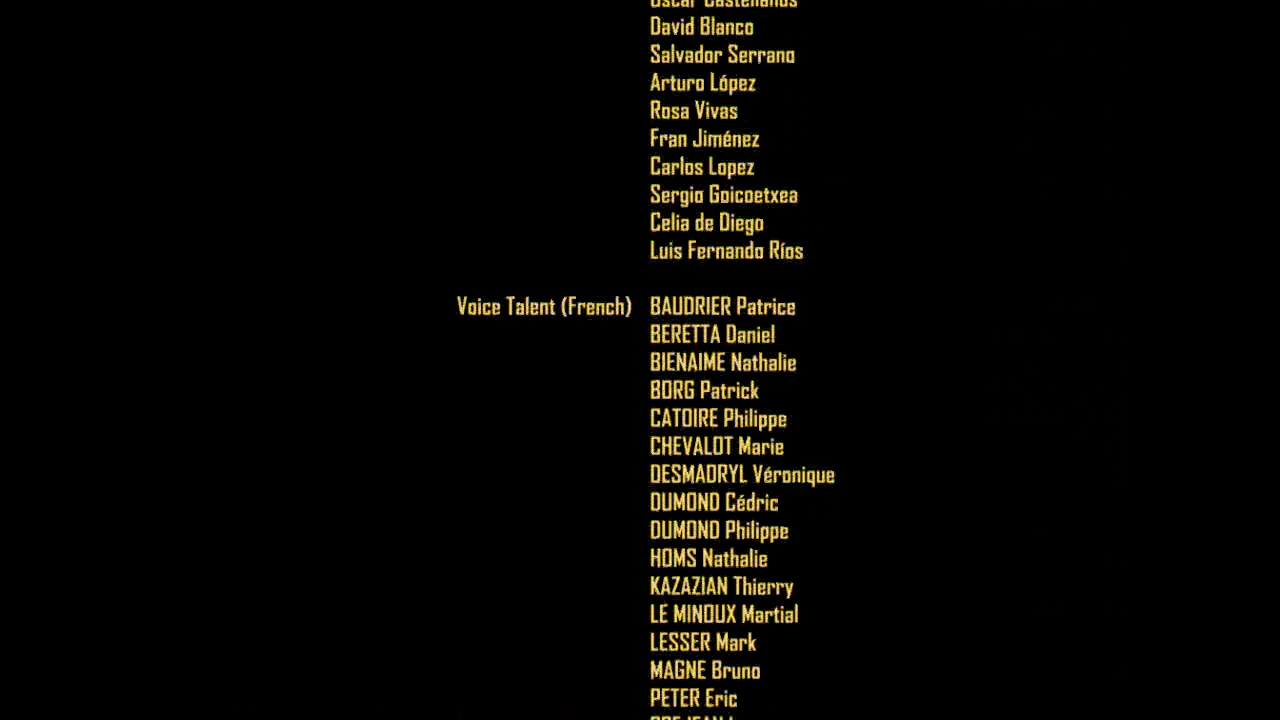 David Blanco
Salvador Serrano
Arturo López
Rosa Vivas
Fran Jiménez
Carlos Lopez
Sergio Goicoetxea
Celia de Diego
Luis Fernando Ríos
Voice Talent (French) BAUDRIER Patrice
BERETTA Daniel
BIENAIME Nathalie
BORG Patrick
CATOIRE Philippe
CHEVALOT Marie
DESMADRYL Véronique
DUMOND Cédric
DUMOND Philippe
HOMS Nathalie
KAZAZIAN Thierry
LE MINOUX Martial
LESSER Mark
MAGNE Bruno
PETER Eric